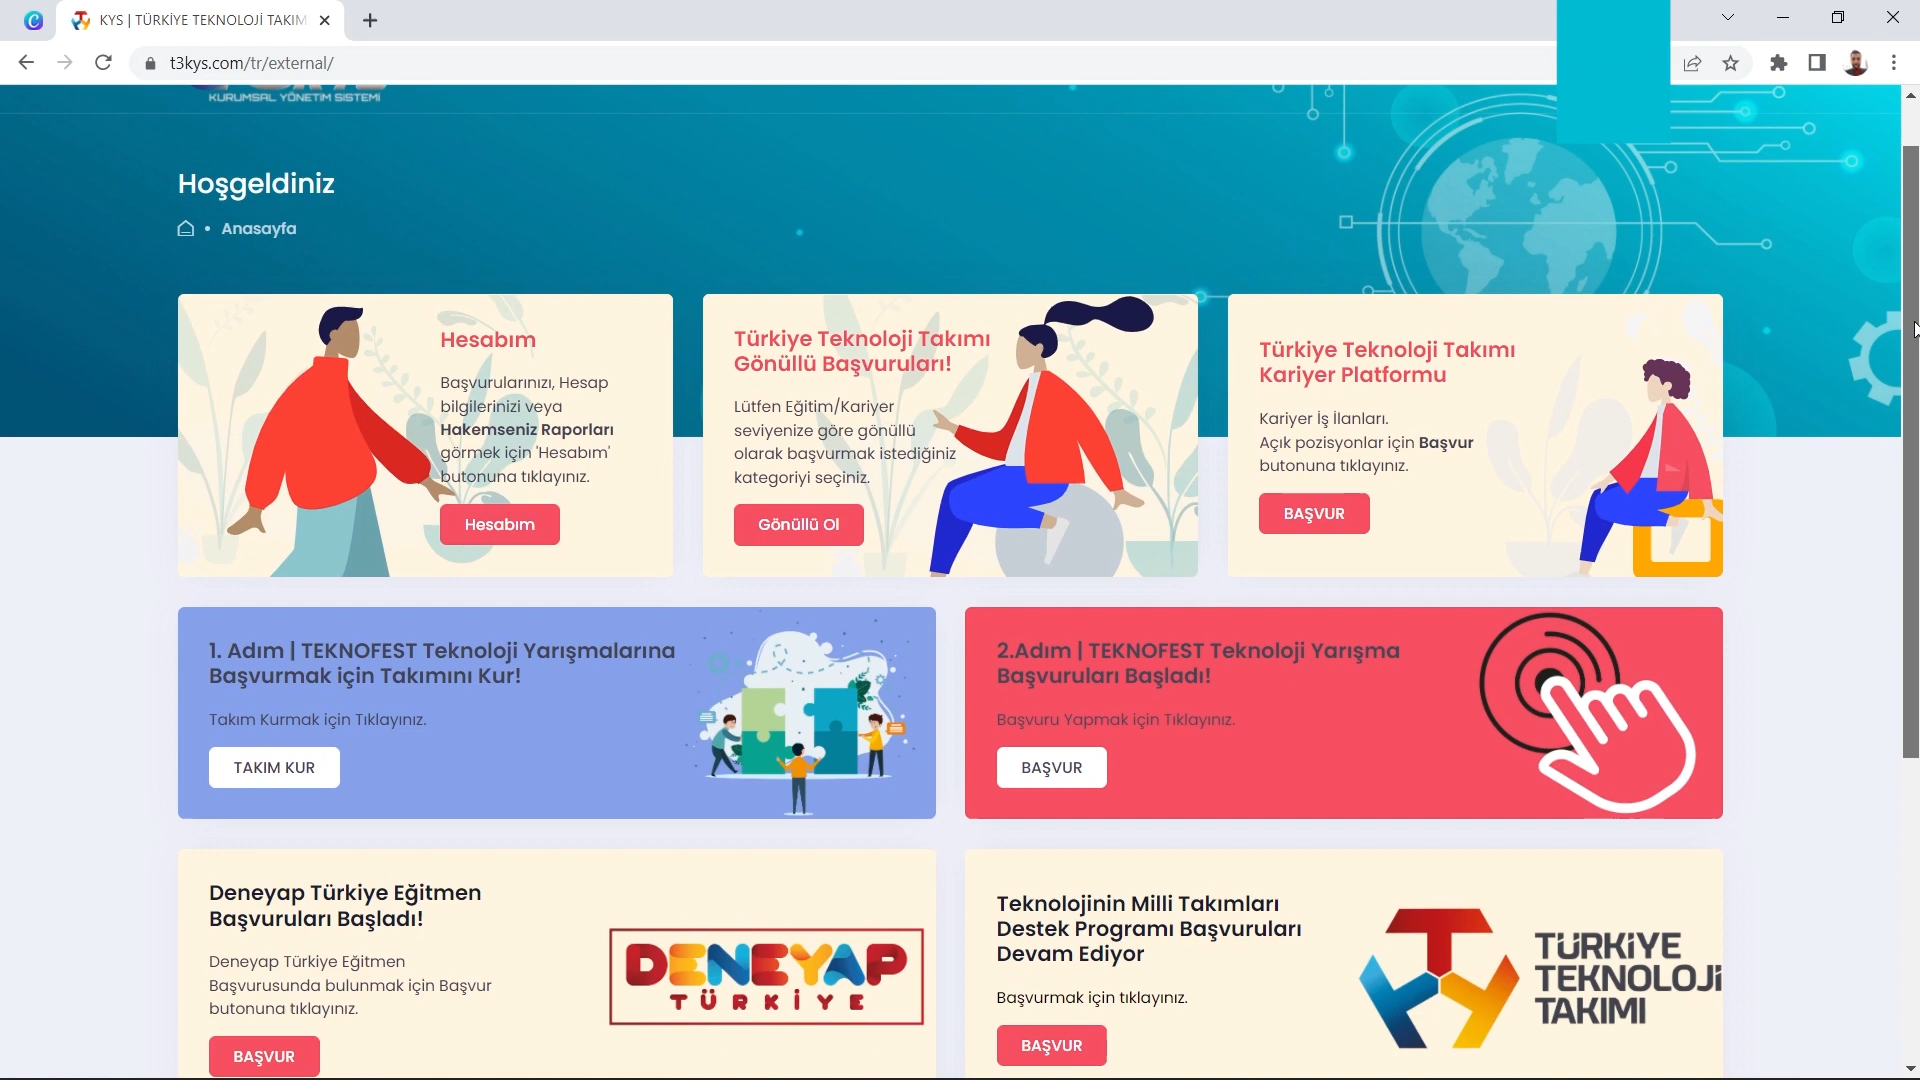 KYS | TÜRKİYE TEKNOLOJİ TAKIM
t3kys.com/tr/external/
KURUMSAL YÖNETİM SİSTEMİ
Hoşgeldiniz
Anasayfa
Hesabım
Başvurularınızı, Hesap
bilgilerinizi veya
Hakemseniz Raporları
görmek için 'Hesabım'
butonuna tıklayınız.
Hesabım
Türkiye Teknoloji Takımı
Gönüllü Başvuruları!
Lütfen Eğitim/Kariyer
seviyenize göre gönüllü
olarak başvurmak istediğiniz
kategoriyi seçiniz.
Gönüllü Ol
Türkiye Teknoloji Takımı
Kariyer Platformu
Kariyer İş İlanları.
Açık pozisyonlar için Başvur
butonuna tıklayınız.
BAŞVUR
1. Adım | TEKNOFEST Teknoloji Yarışmalarına
Başvurmak için Takımını Kur!
Takım Kurmak için Tıklayınız.
TAKIM KUR
2.Adım | TEKNOFEST Teknoloji Yarışma
Başvuruları Başladı!
Başvuru Yapmak için Tıklayınız.
BAŞVUR
Deneyap Türkiye Eğitmen
Başvuruları Başladı!
Deneyap Türkiye Eğitmen
Başvurusunda bulunmak için Başvur
butonuna tıklayınız.
BAŞVUR
DENEYAP
TÜRKİYE
Teknolojinin Milli Takımları
Destek Programı Başvuruları
Devam Ediyor
Başvurmak için tıklayınız.
BAŞVUR
TÜRKİYE
TEKNOLOJİ
TAKIMI